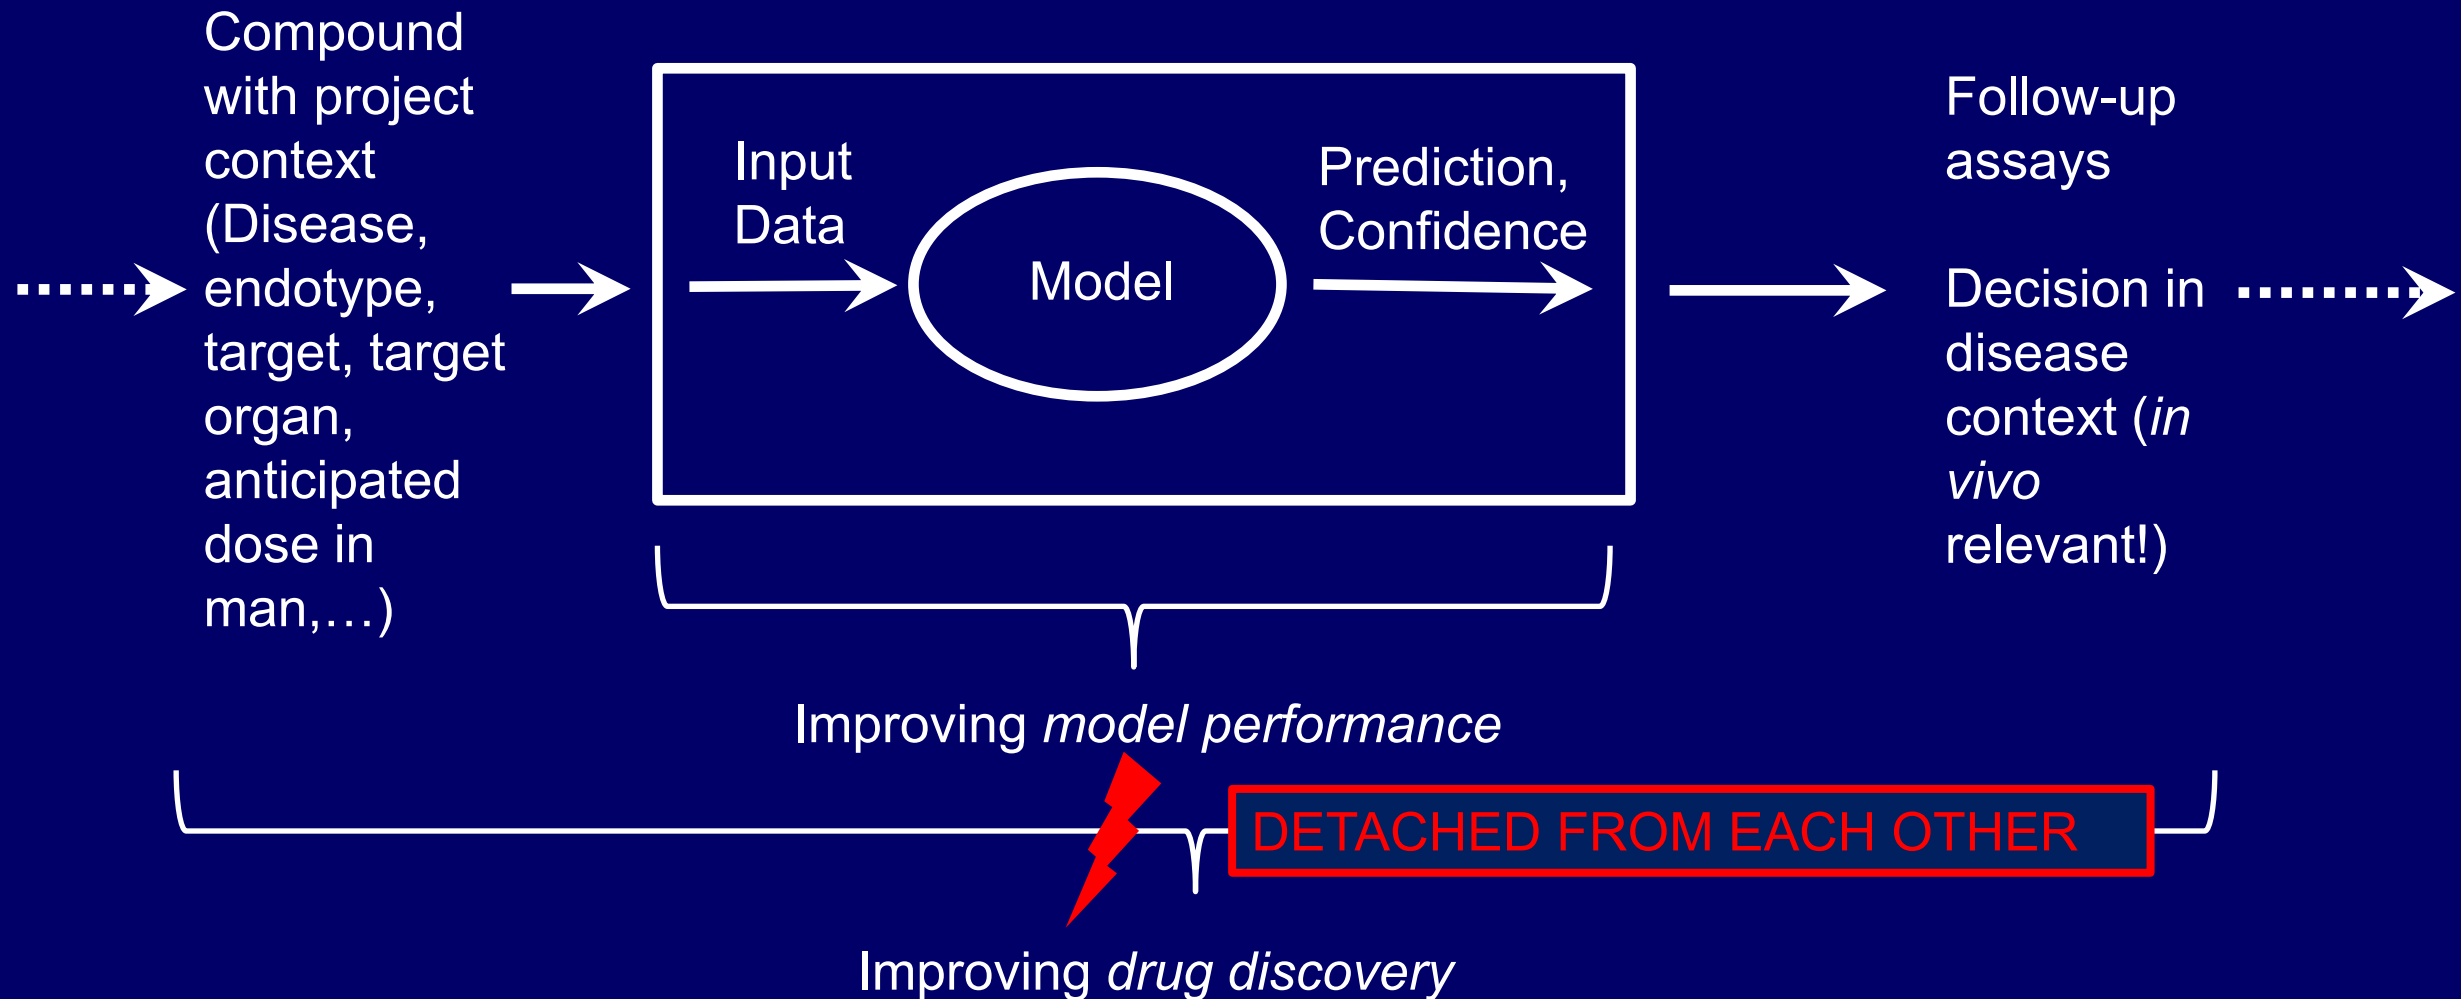 Compound
with project
context
(Disease,
endotype,
target, target
organ,
anticipated
dose in
man,…)
Input
Data
Model
Prediction,
Confidence
Follow-up
assays
Decision in
disease
context (in
vivo
relevant!)
Improving model performance
DETACHED FROM EACH OTHER
Improving drug discovery